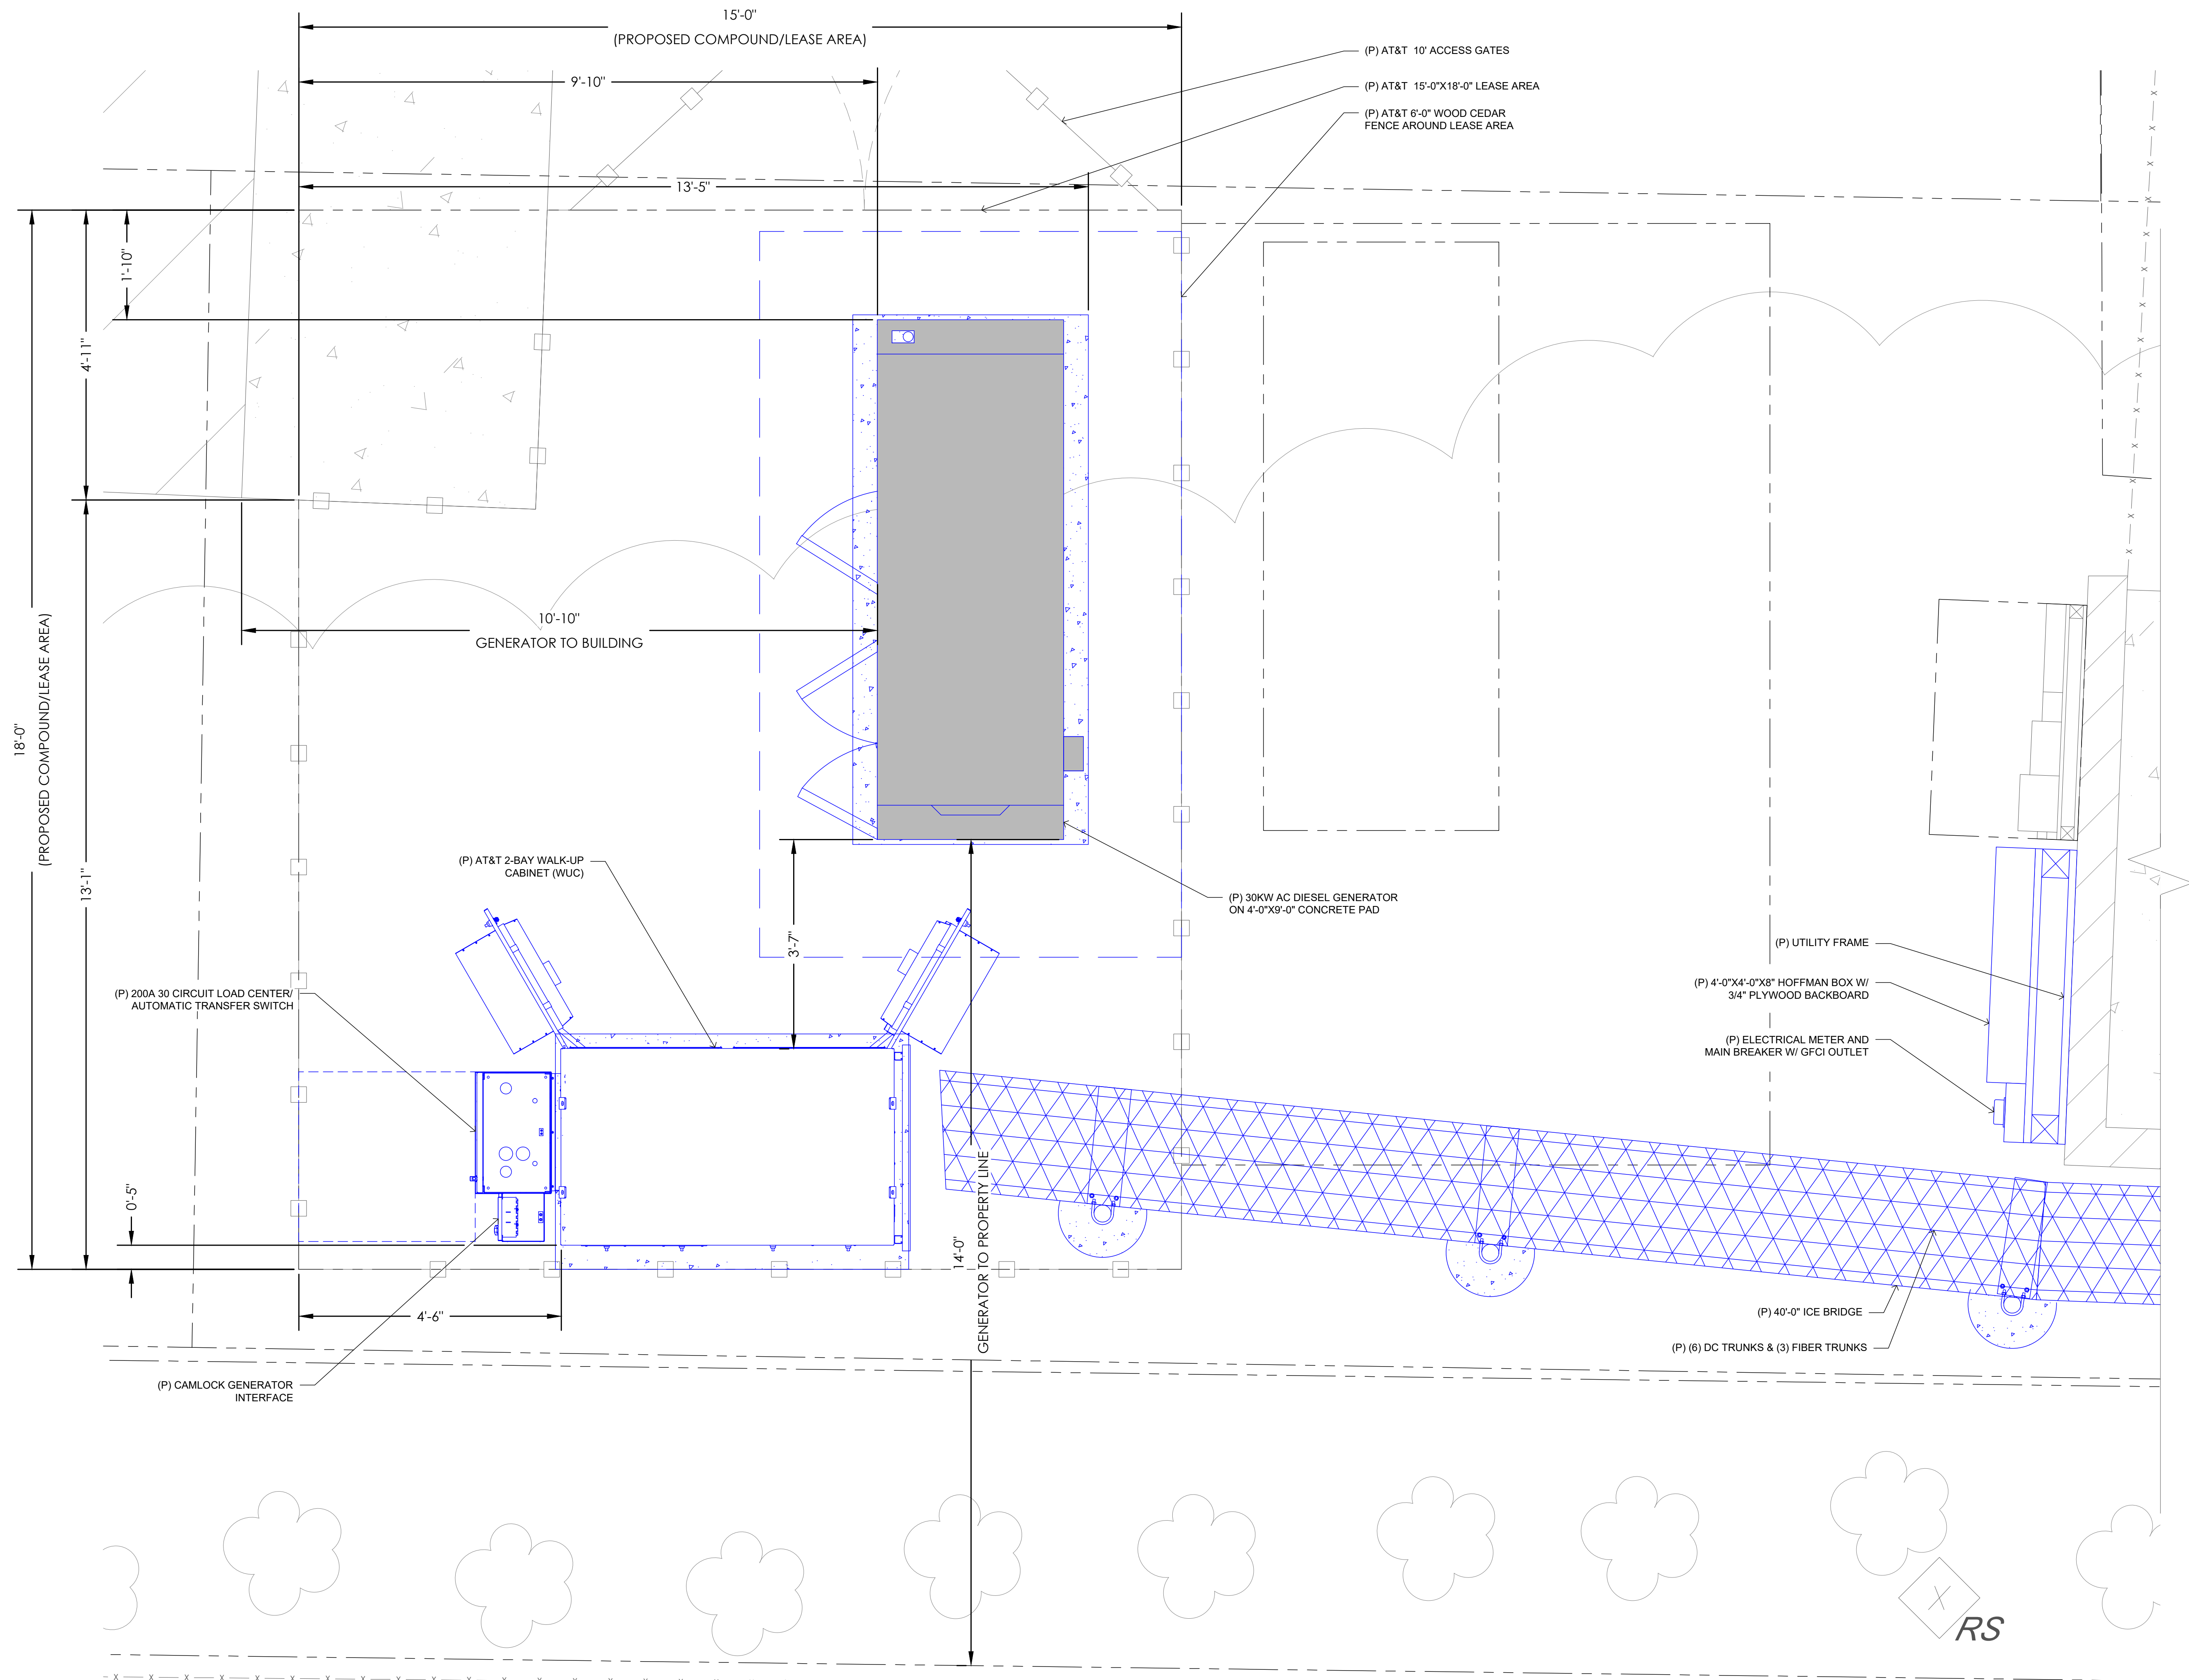 15'-0"
(PROPOSED COMPOUND/LEASE AREA)
9'-10"
13'-5"
(P) AT&T  10' ACCESS GATES
(P) AT&T  15'-0"X18'-0" LEASE AREA
(P) AT&T 6'-0" WOOD CEDAR
FENCE AROUND LEASE AREA
1'-10"
4'-11"
18'-0"
(PROPOSED COMPOUND/LEASE AREA)
13'-1"
10'-10"
GENERATOR TO BUILDING
(P) AT&T 2-BAY WALK-UP
CABINET (WUC)
3'-7"
(P) 30KW AC DIESEL GENERATOR
ON 4'-0"X9'-0" CONCRETE PAD
(P) UTILITY FRAME
(P) 4'-0"X4'-0"X8" HOFFMAN BOX W/
3/4" PLYWOOD BACKBOARD
(P) ELECTRICAL METER AND
MAIN BREAKER W/ GFCI OUTLET
(P) 200A 30 CIRCUIT LOAD CENTER/
AUTOMATIC TRANSFER SWITCH
0'-5"
14'-0"
GENERATOR TO PROPERTY LINE
4'-6"
(P) 40'-0" ICE BRIDGE
(P) (6) DC TRUNKS & (3) FIBER TRUNKS
(P) CAMLOCK GENERATOR
INTERFACE
RS